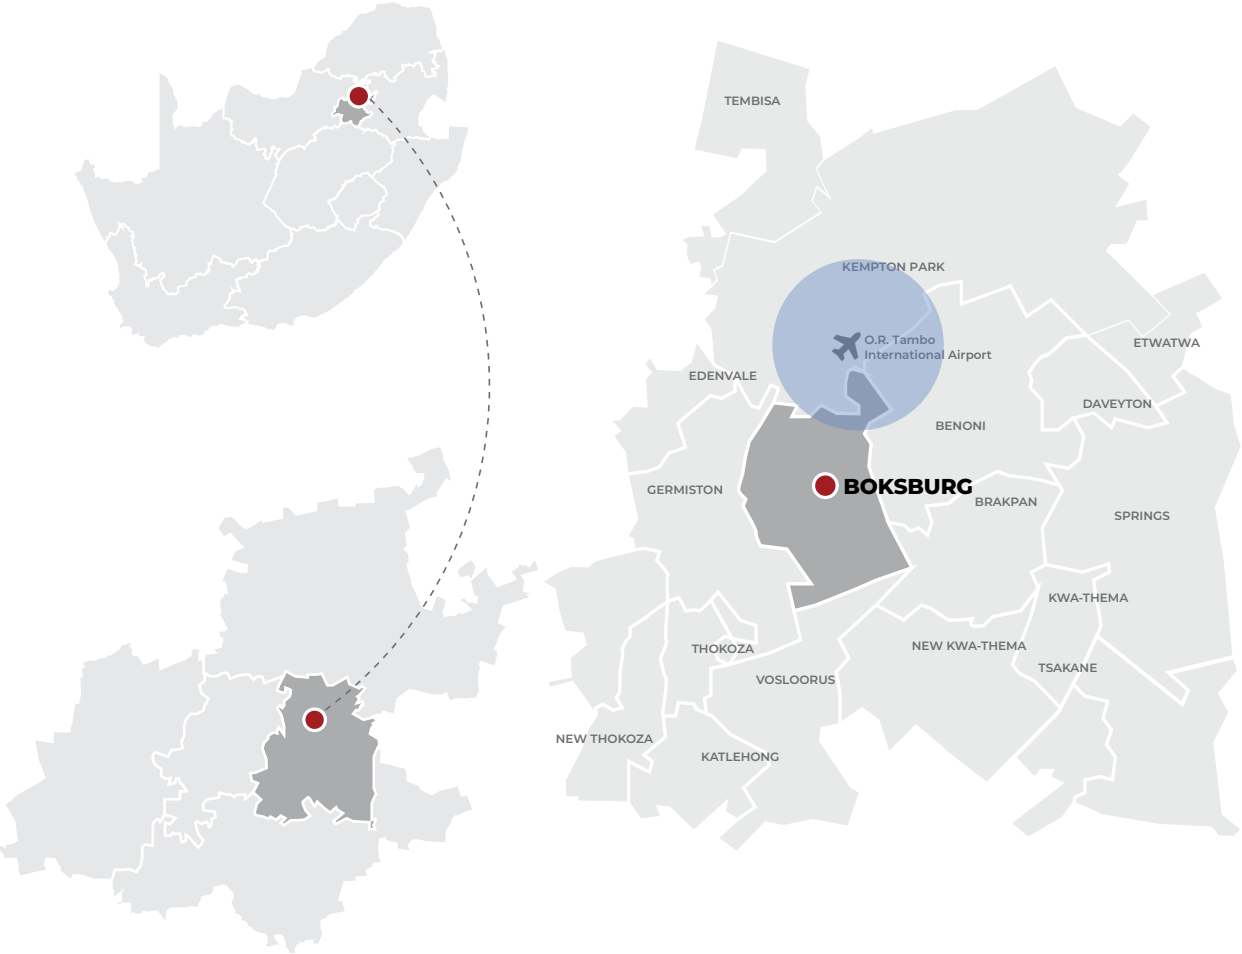 TEMBISA
KEMPTON PARK
O.R. Tambo
International Airport
ETWATWA
EDENVALE
DAVEYTON
BENONI
GERMISTON
BOKSBURG
BRAKPAN
SPRINGS
KWA-THEMA
THOKOZA
NEW KWA-THEMA
TSAKANE
VOSLOORUS
NEW THOKOZA
KATLEHONG